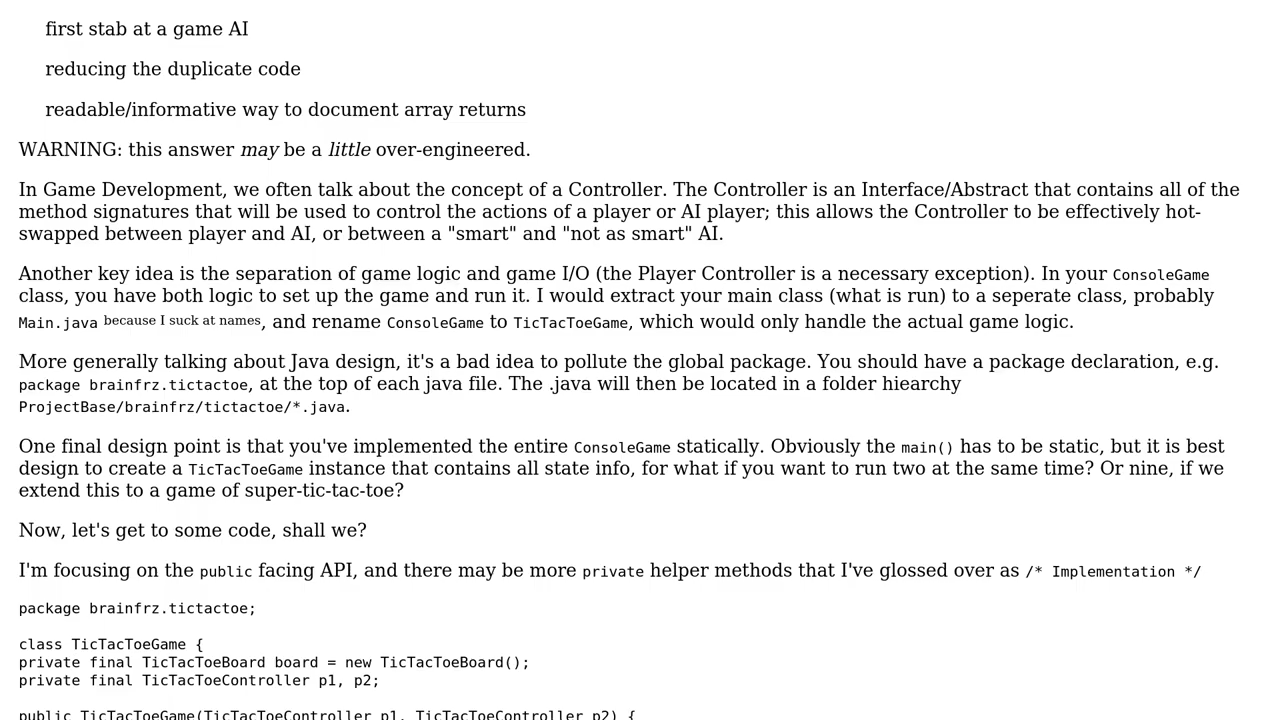 first stab at a game AI
reducing the duplicate code
readable/informative way to document array returns
WARNING: this answer may be a little over-engineered.
In Game Development, we often talk about the concept of a Controller. The Controller is an Interface/Abstract that contains all of the
method signatures that will be used to control the actions of a player or AI player; this allows the Controller to be effectively hot-
swapped between player and AI, or between a "smart" and "not as smart" AI.
Another key idea is the separation of game logic and game I/O (the Player Controller is a necessary exception). In your ConsoleGame
class, you have both logic to set up the game and run it. I would extract your main class (what is run) to a seperate class, probably
Main.java because I suck at names, and rename ConsoleGame to TicTacToeGame, which would only handle the actual game logic.
More generally talking about Java design, it's a bad idea to pollute the global package. You should have a package declaration, e.g.
package brainfrz.tictactoe, at the top of each java file. The .java will then be located in a folder hiearchy
ProjectBase/brainfrz/tictactoe/*.java.
One final design point is that you've implemented the entire ConsoleGame statically. Obviously the main() has to be static, but it is best
design to create a TicTacToeGame instance that contains all state info, for what if you want to run two at the same time? Or nine, if we
extend this to a game of super-tic-tac-toe?
Now, let's get to some code, shall we?
I'm focusing on the public facing API, and there may be more private helper methods that I've glossed over as /* Implementation */
package brainfrz.tictactoe;
class TicTacToeGame {
private final TicTacToeBoard board = new TicTacToeBoard();
private final TicTacToeController p1, p2;
public TicTacToeGame(TicTacToeController p1, TicTacToeController p2) {